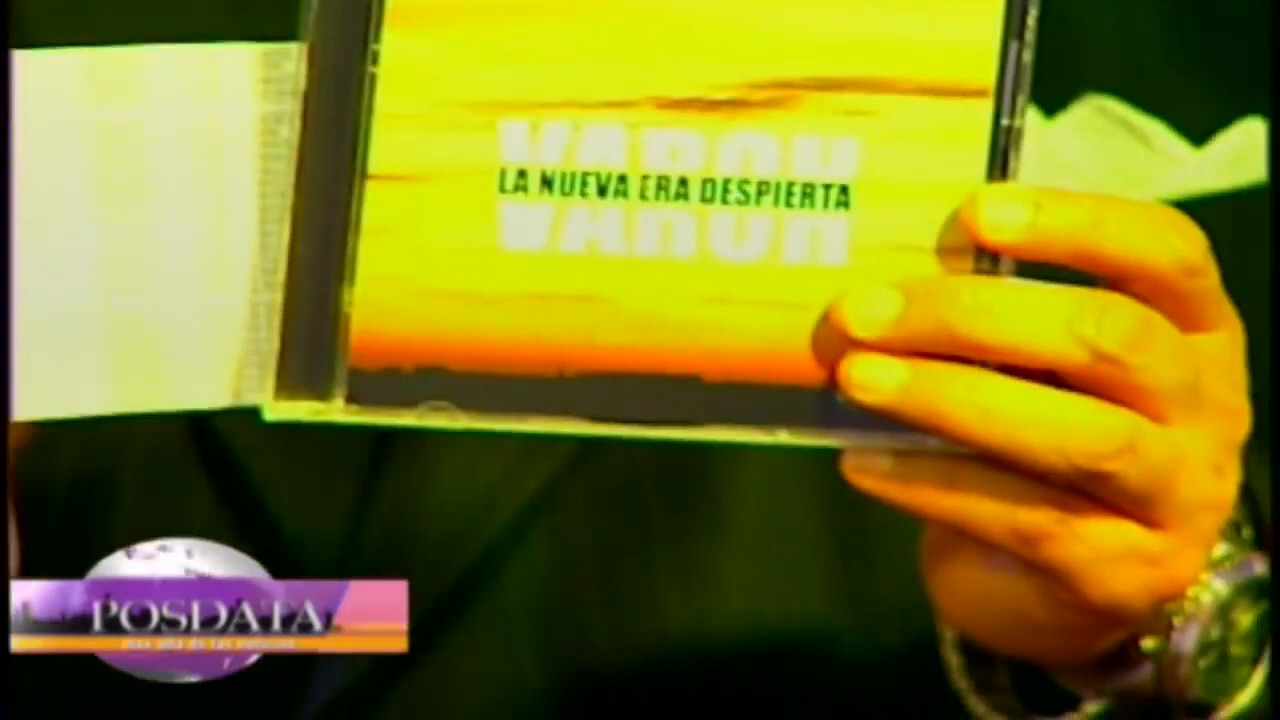 VAROH
LA NUEVA ERA DESPIERTA
VAROH
POSDATA